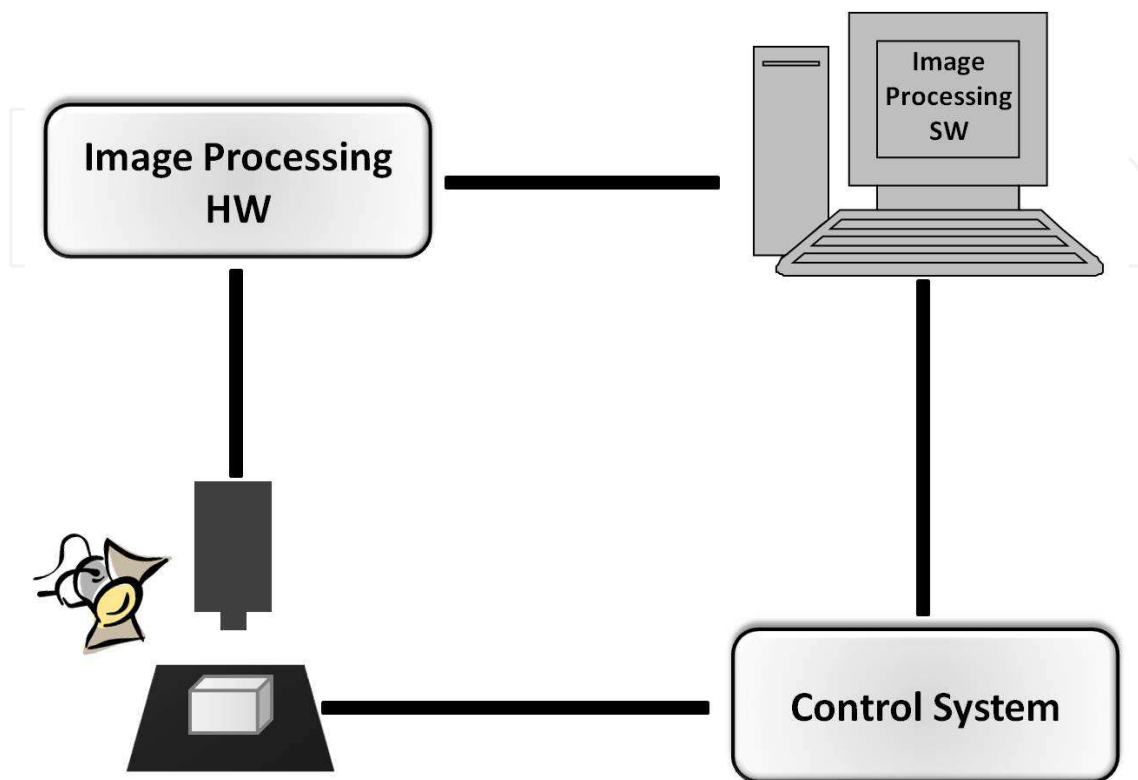 Image Processing
HW
Image
Processing
SW
Control System